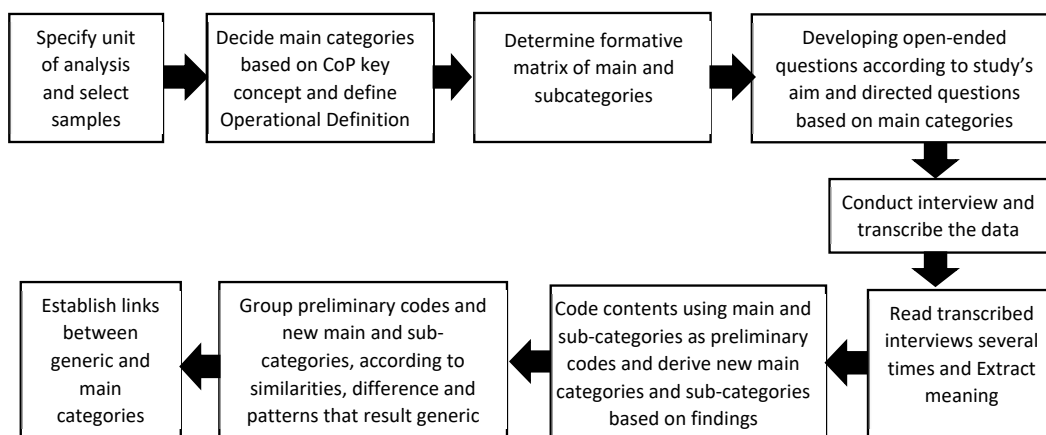 Specify unit
of analysis
and select
samples
Decide main categories
based on CoP key
concept and define
Operational Definition
Determine formative
matrix of main and
subcategories
Developing open-ended
questions according to study’s
aim and directed questions
based on main categories
Conduct interview and
transcribe the data
Read transcribed
interviews several
times and Extract
meaning
Code contents using main and
sub-categories as preliminary
codes and derive new main
categories and sub-categories
based on findings
Group preliminary codes and
new main and sub-
categories, according to
similarities, difference and
patterns that result generic
Establish links
between
generic and
main
categories